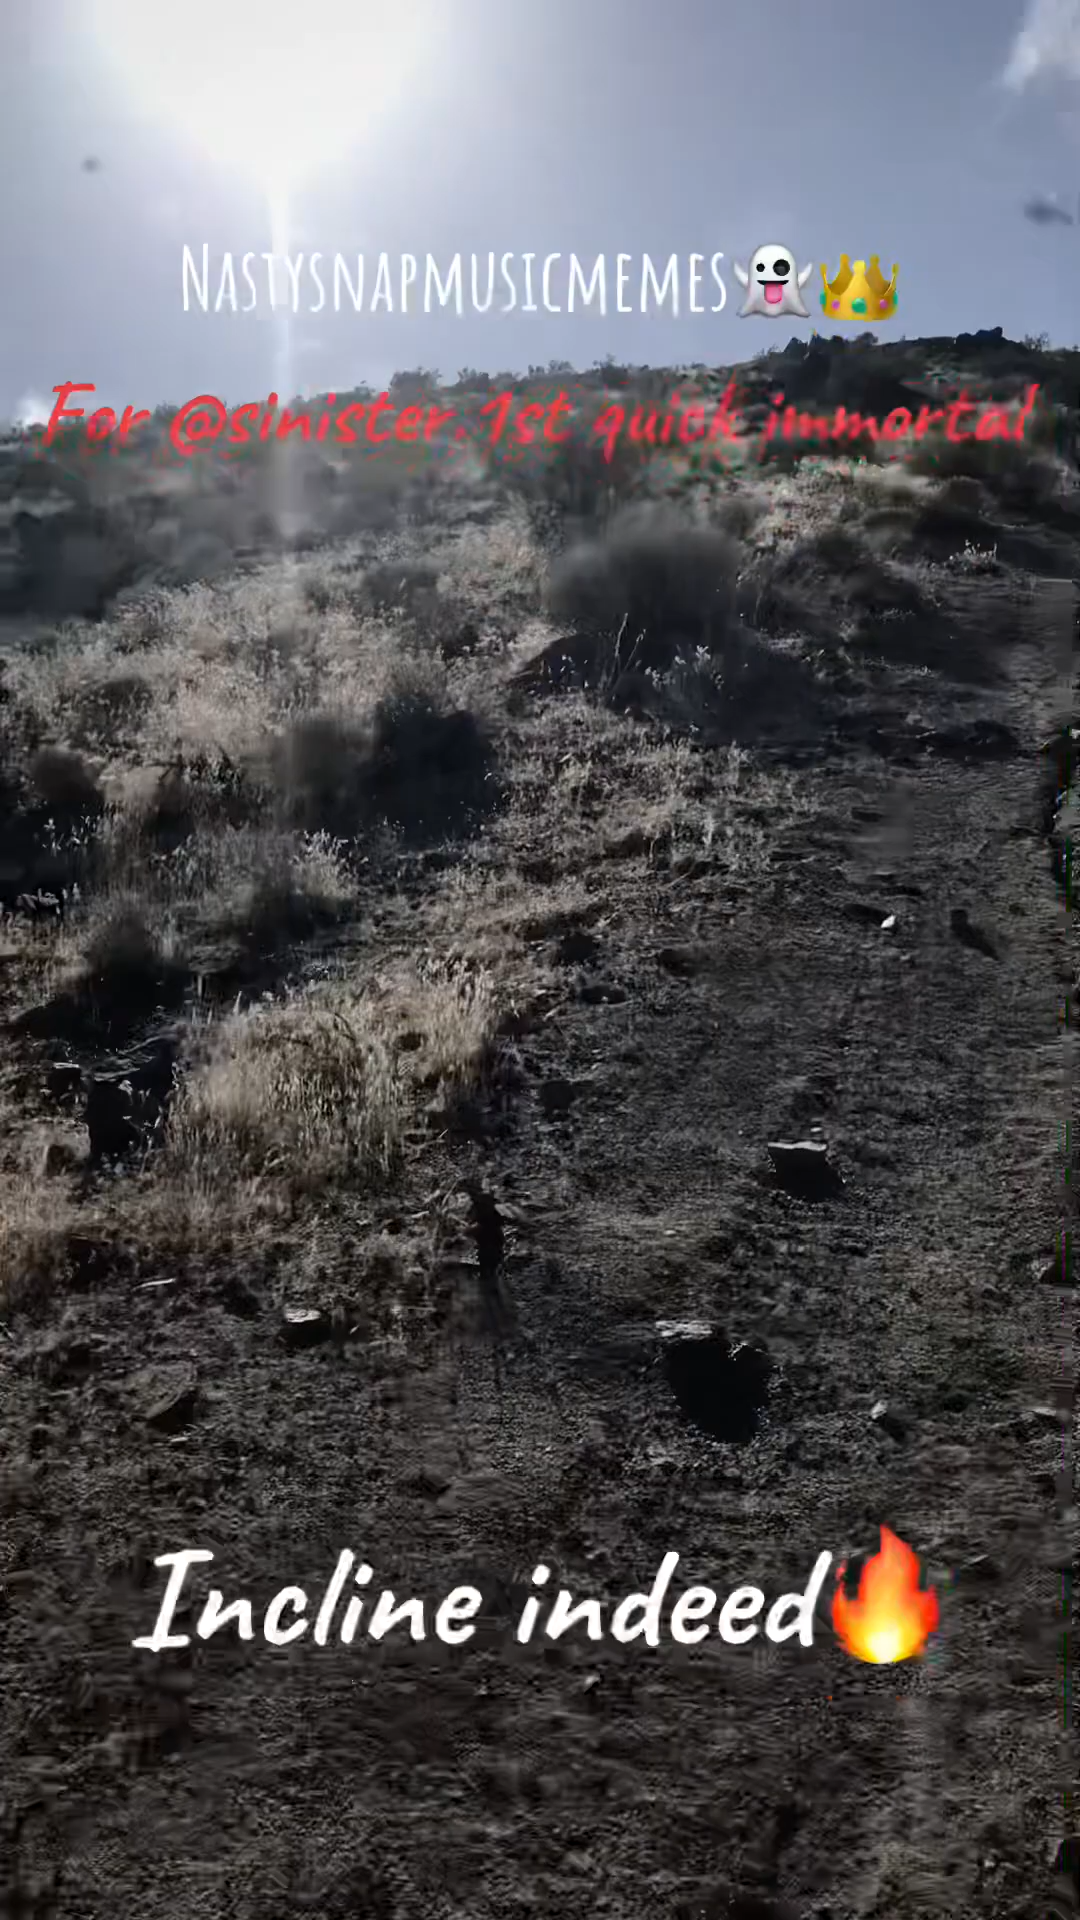 Nastysnapmusicmemes👻👑
For @sinister.1st quick immortal
Incline indeed🔥